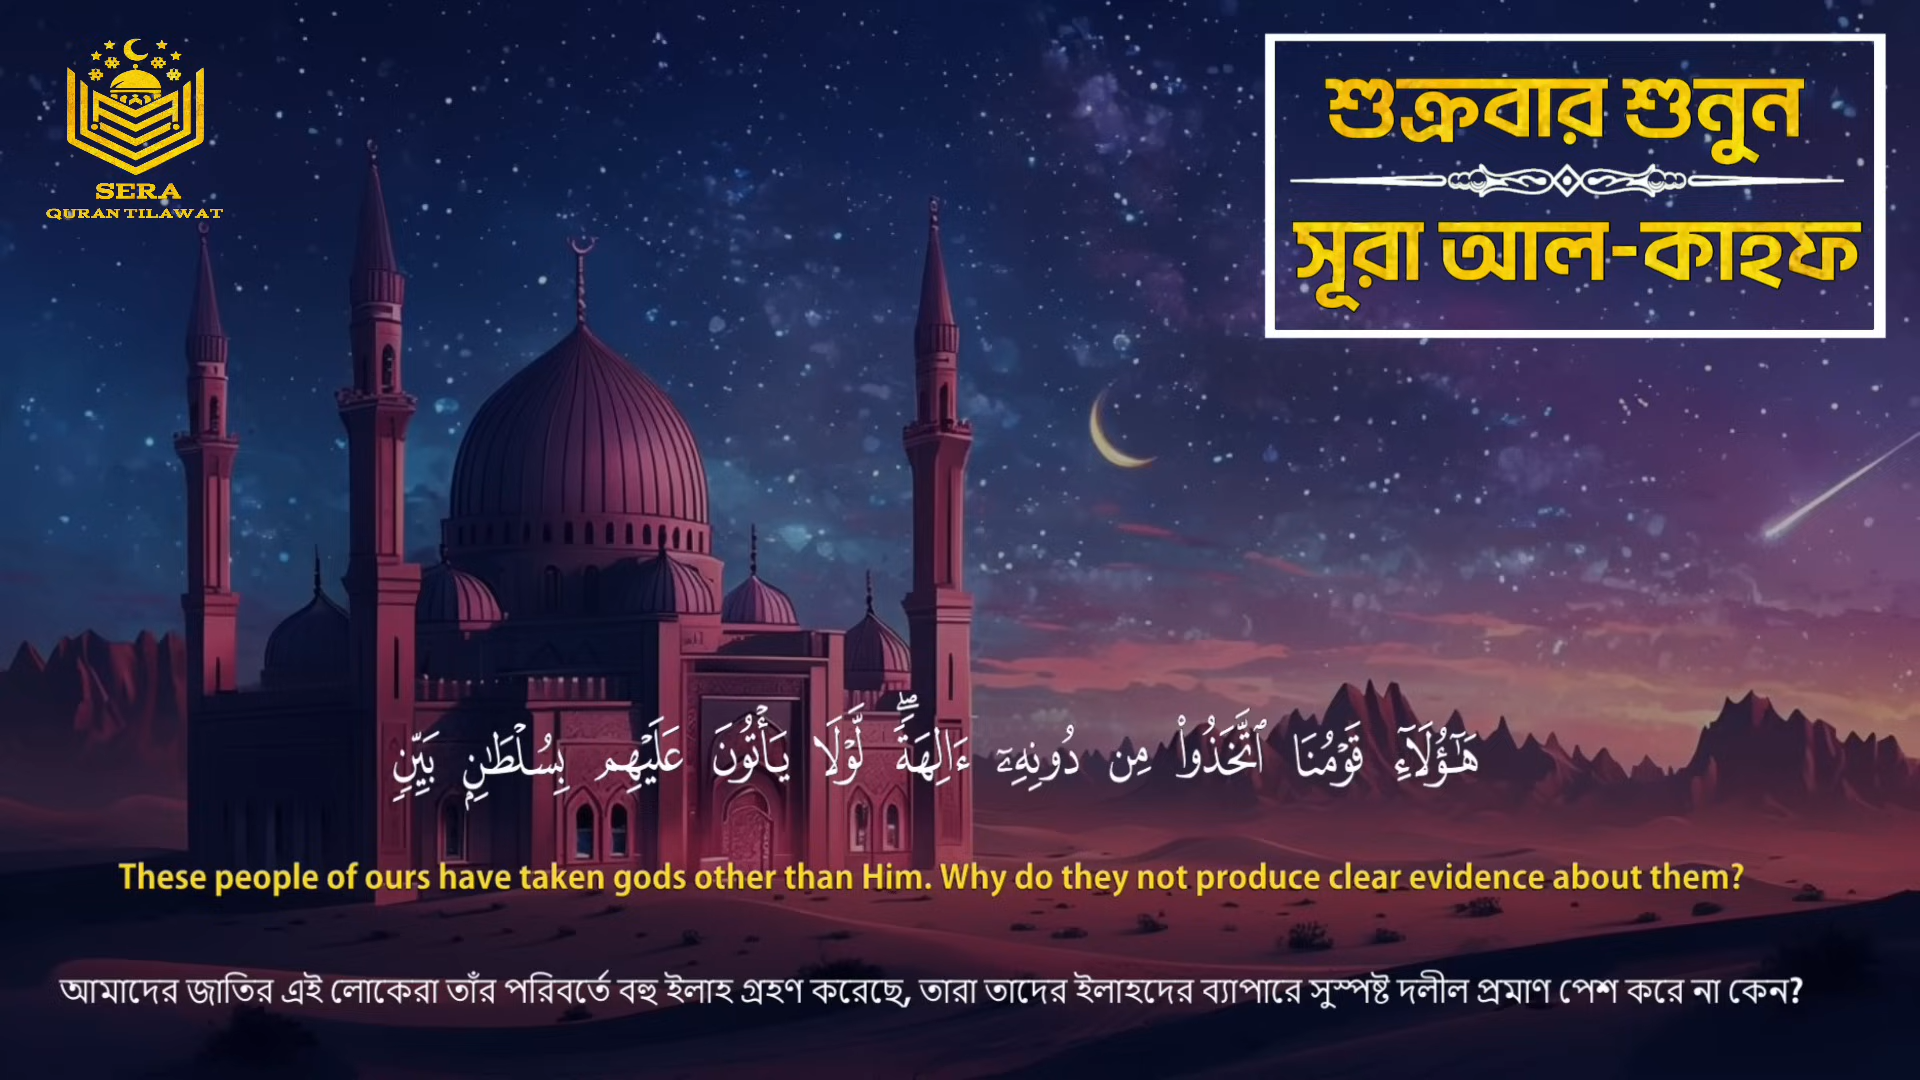 SERA
QURAN TILAWAT
শুক্রবার শুনুন
সূরা আল-কাহফ
هَٰٓؤُلَآءِ قَوْمُنَا ٱتَّخَذُوا۟ مِن دُونِهِۦٓ ءَالِهَةً ۖ لَّوْلَا يَأْتُونَ عَلَيْهِم بِسُلْطَٰنٍۭ بَيِّنٍ
These people of ours have taken gods other than Him. Why do they not produce clear evidence about them?
আমাদের জাতির এই লোকেরা তাঁর পরিবর্তে বহু ইলাহ গ্রহণ করেছে, তারা তাদের ইলাহদের ব্যাপারে সুস্পষ্ট দলীল প্রমাণ পেশ করে না কেন?